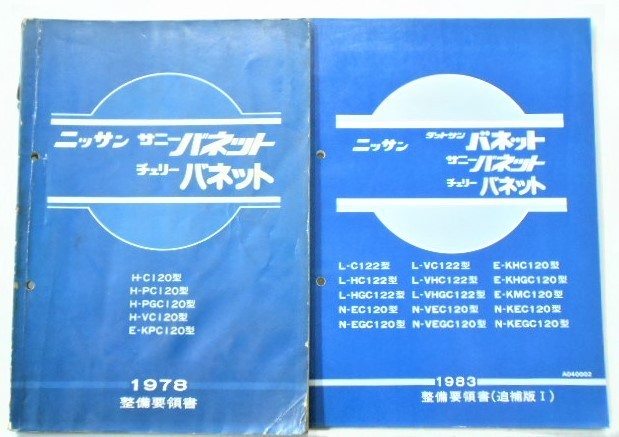 ニッサン サニーバネット
チェリーバネット
H-C120型
H-PC120型
H-PGC120型
H-VC120型
E-KPC120型
1978
整備要領書
ニッサン ダットサン バネット
サニーバネット
チェリーバネット
L-C122型 L-VC122型 E-KHC120型
L-HC122型 L-VHC122型 E-KHGC120型
L-HGC122型 L-VHGC122型 E-KMC120型
N-EC120型 N-VEC120型 N-KEC120型
N-EGC120型 N-VEGC120型 N-KEGC120型
A040002
1983
整備要領書(追補版Ⅰ)